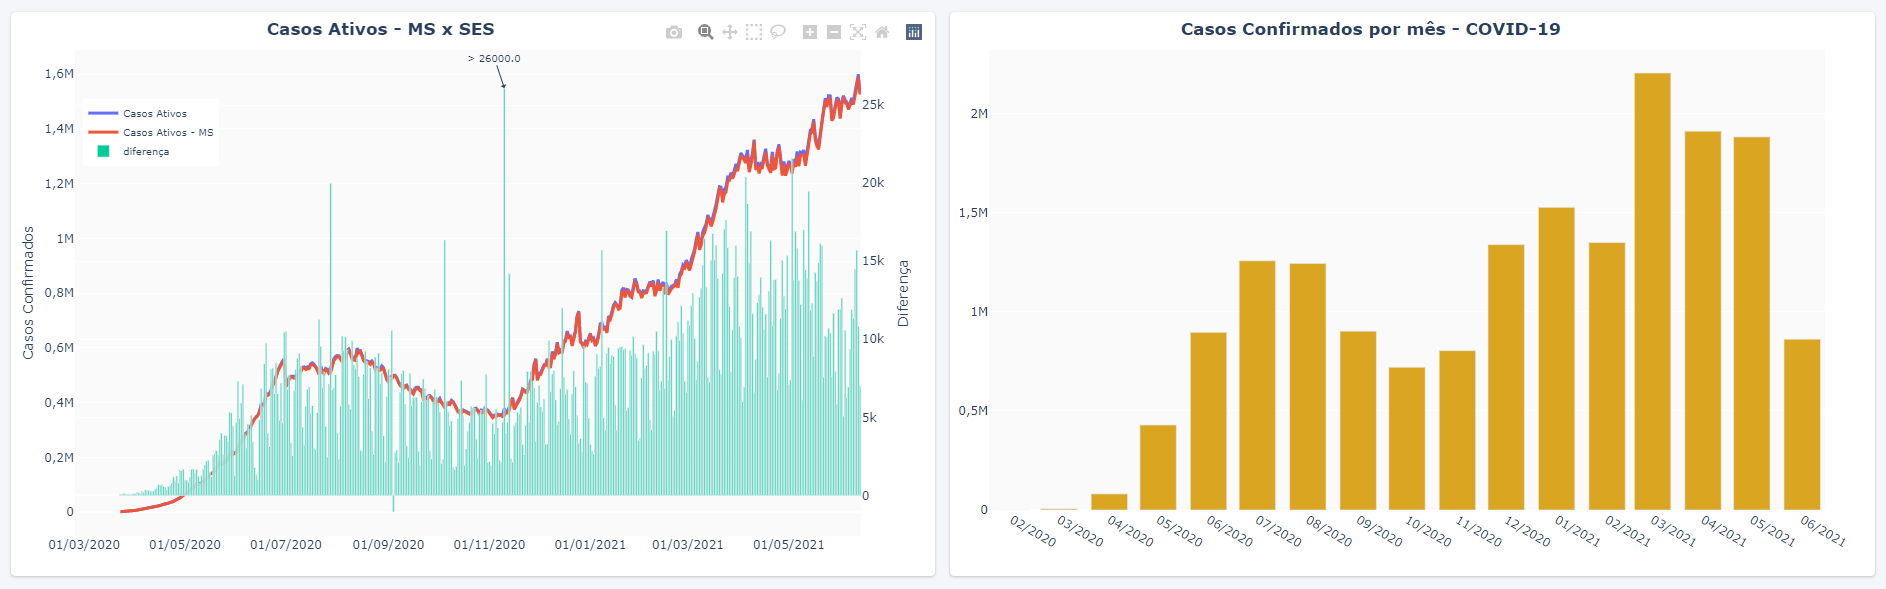 Casos Ativos - MS x SES
> 26000.0
Casos Ativos
Casos Ativos - MS
diferença
Casos Confirmados
1,6M
1,4M
1,2M
1M
0,8M
0,6M
0,4M
0,2M
0
25k
20k
15k
10k
5k
0
Diferença
01/03/2020 01/05/2020 01/07/2020 01/09/2020 01/11/2020 01/01/2021 01/03/2021 01/05/2021
Casos Confirmados por mês - COVID-19
2M
1,5M
1M
0,5M
0
02/2020 03/2020 04/2020 05/2020 06/2020 07/2020 08/2020 09/2020 10/2020 11/2020 12/2020 01/2021 02/2021 03/2021 04/2021 05/2021 06/2021